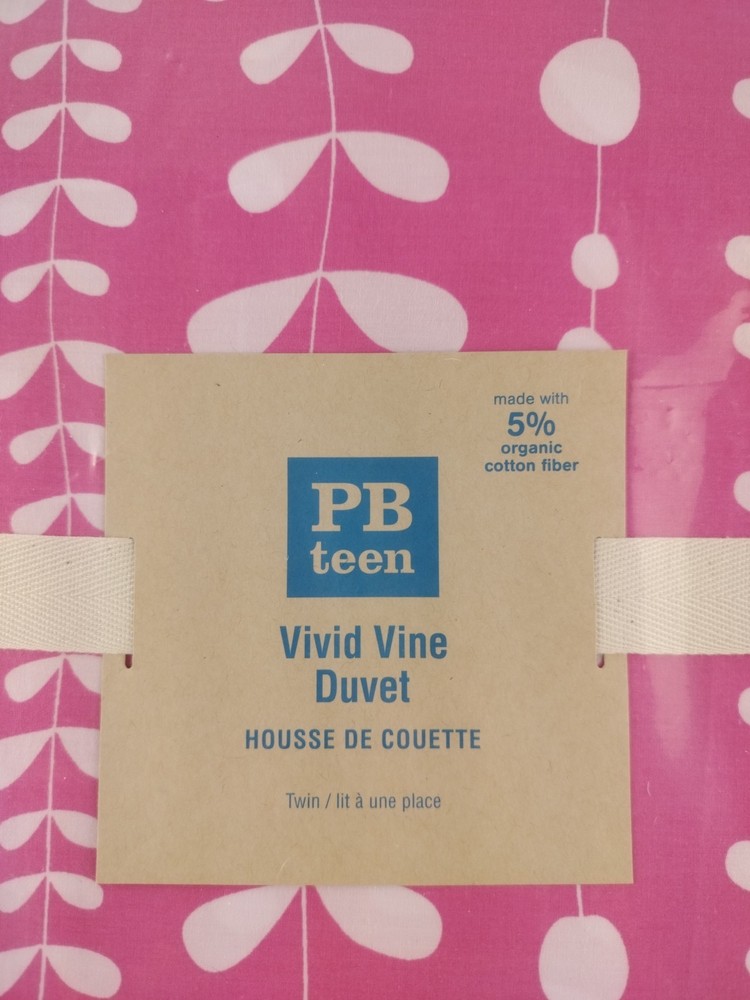 made with
5%
organic
cotton fiber
PB
teen
Vivid Vine
Duvet
HOUSSE DE COUETTE
Twin / lit à une place